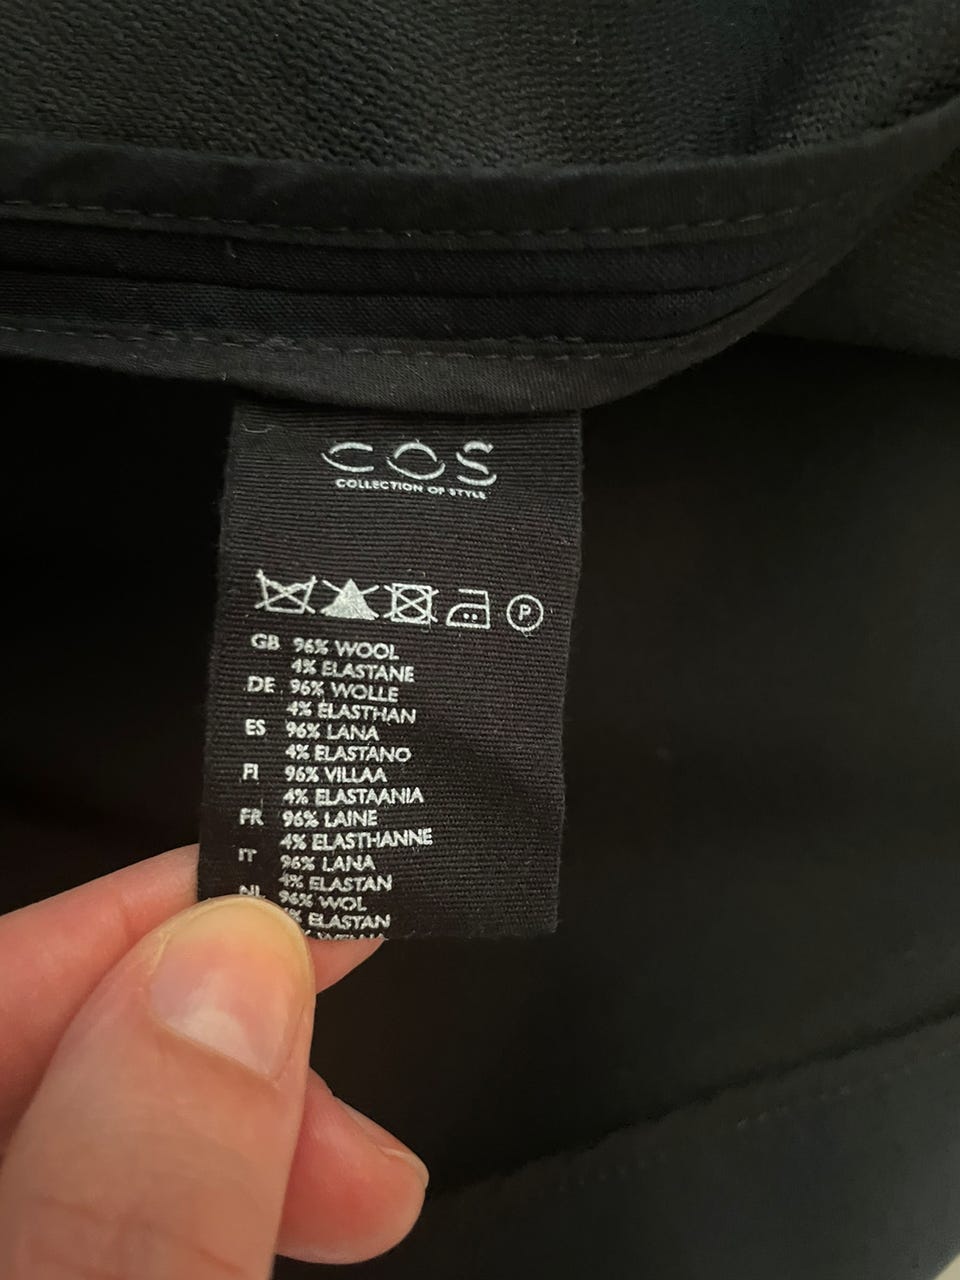 COS
COLLECTION OF STYLE
P
GB 96% WOOL
4% ELASTANE
DE 96% WOLLE
4% ELASTHAN
ES 96% LANA
4% ELASTANO
FI 96% VILLAA
4% ELASTAANIA
FR 96% LAINE
4% ELASTHANNE
IT 96% LANA
4% ELASTAN
NL 96% WOL
% ELASTAN